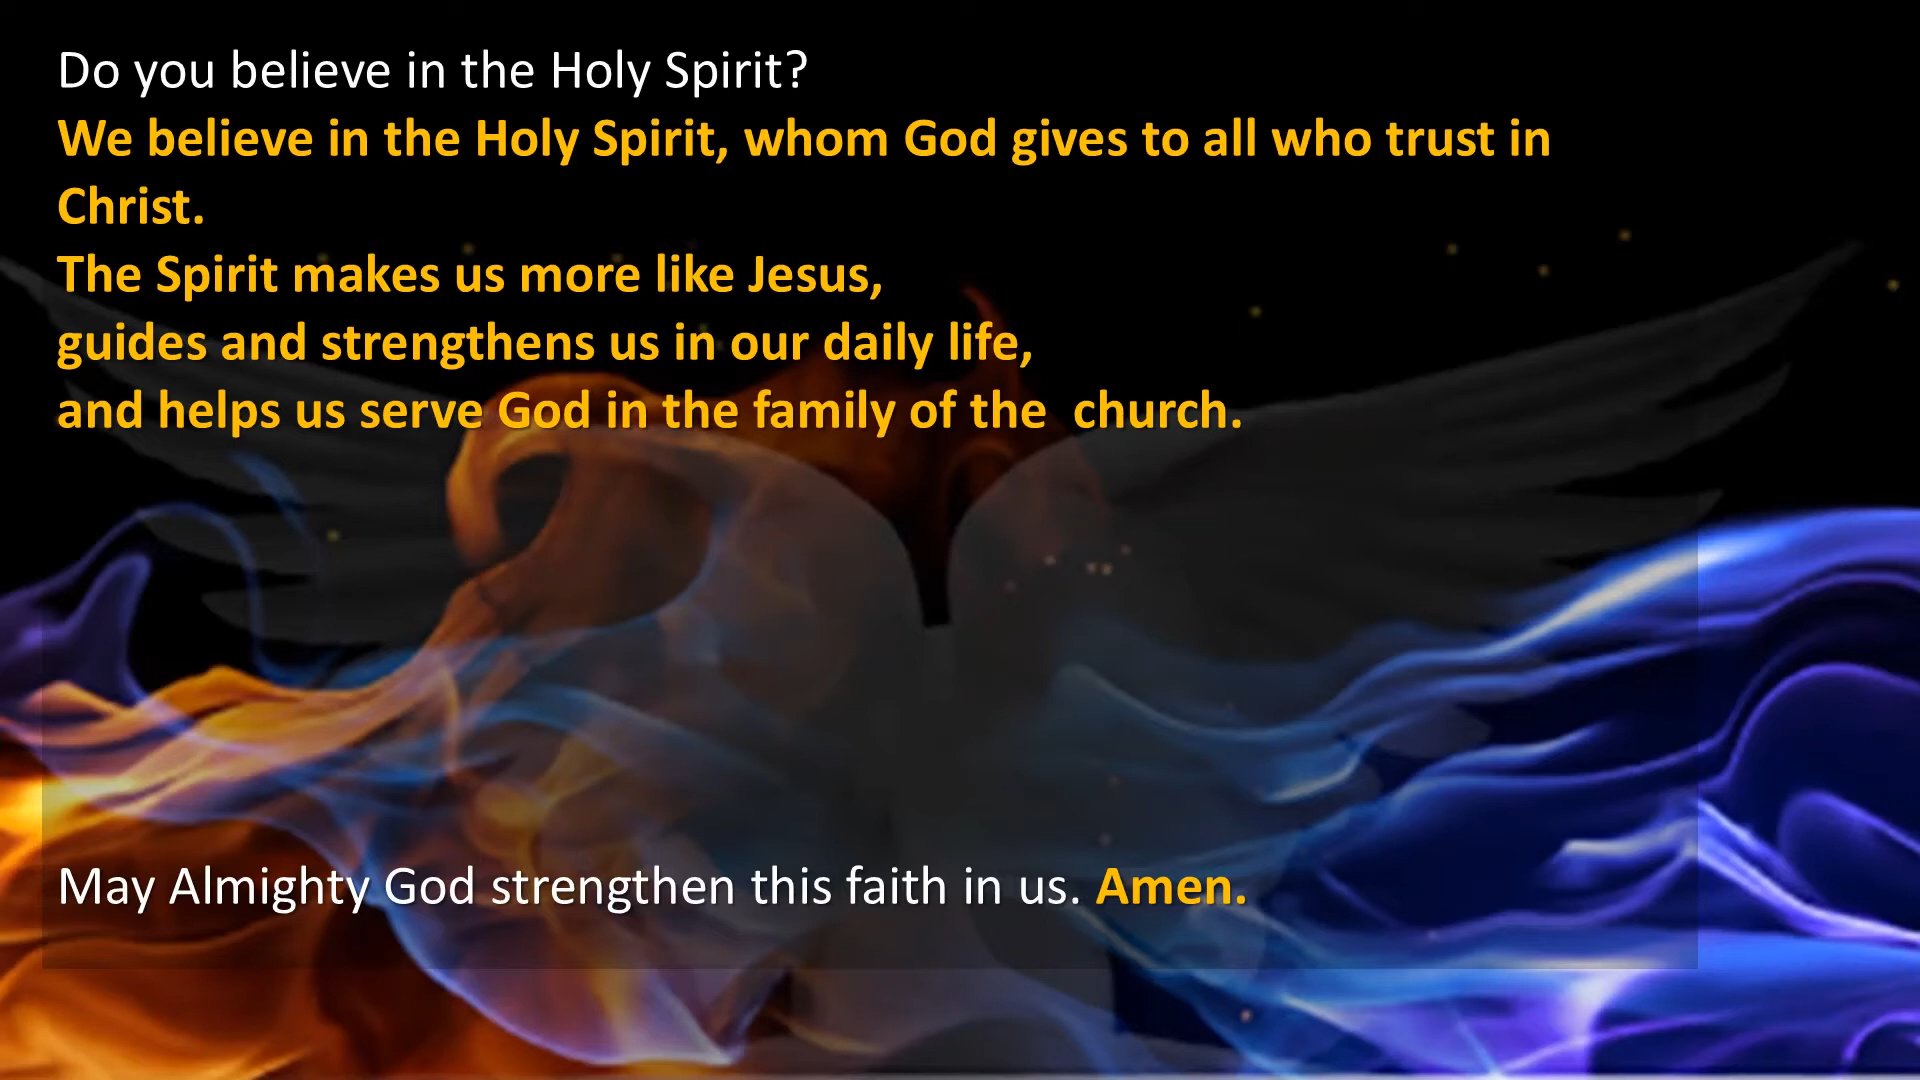 Do you believe in the Holy Spirit?
We believe in the Holy Spirit, whom God gives to all who trust in
Christ.
The Spirit makes us more like Jesus,
guides and strengthens us in our daily life,
and helps us serve God in the family of the  church.
May Almighty God strengthen this faith in us. Amen.